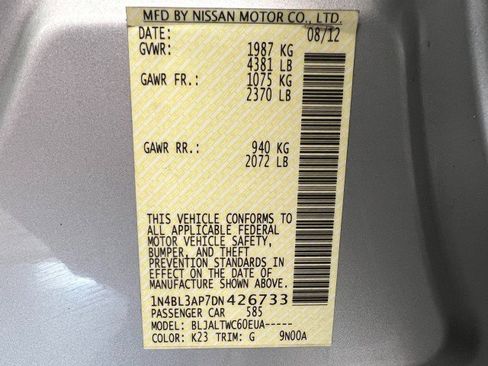 MFD BY NISSAN MOTOR CO., LTD.
DATE: 08/12
GVWR: 1987 KG
4381 LB
GAWR FR.: 1075 KG
2370 LB
GAWR RR.: 940 KG
2072 LB
THIS VEHICLE CONFORMS TO
ALL APPLICABLE FEDERAL
MOTOR VEHICLE SAFETY,
BUMPER, AND THEFT
PREVENTION STANDARDS IN
EFFECT ON THE DATE OF
MANUFACTURE SHOWN ABOVE.
1N4BL3AP7DN426733
PASSENGER CAR 585
MODEL: BLJALTWC60EUA-----
COLOR: K23 TRIM: G 9N00A